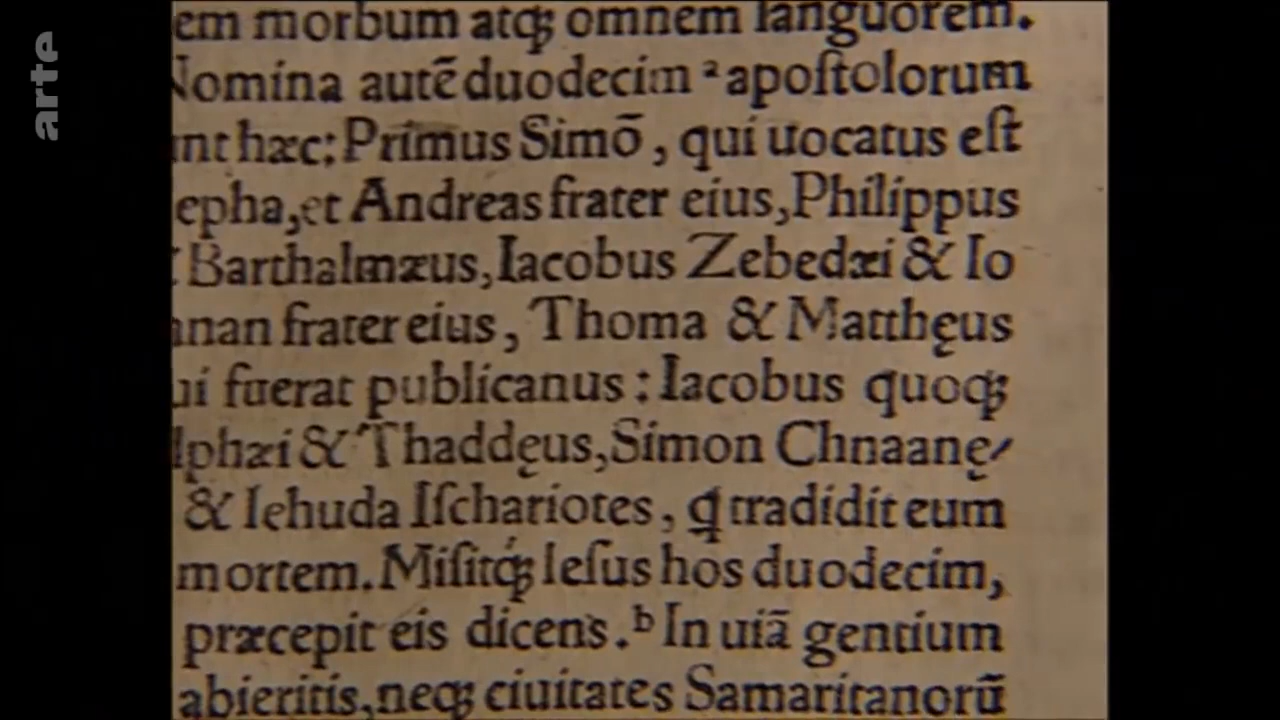 arte
em morbum atq; omnem languorem.
Nomina autē duodecim ᵃ apoſtolorum
unt hæc: Primus Simō, qui uocatus eſt
epha, et Andreas frater eius, Philippus
& Barthalmæus, Iacobus Zebedæi & Io
anan frater eius, Thoma & Matthęus
ui fuerat publicanus : Iacobus quoq;
lphæi & Thaddęus, Simon Chnaanę/
& Iehuda Iſchariotes, ꝗ tradidit eum
mortem. Miſitq́; Ieſus hos duodecim,
præcepit eis dicens. ᵇ In uiā gentium
abieritis, neq; ciuitates Samaritanorū